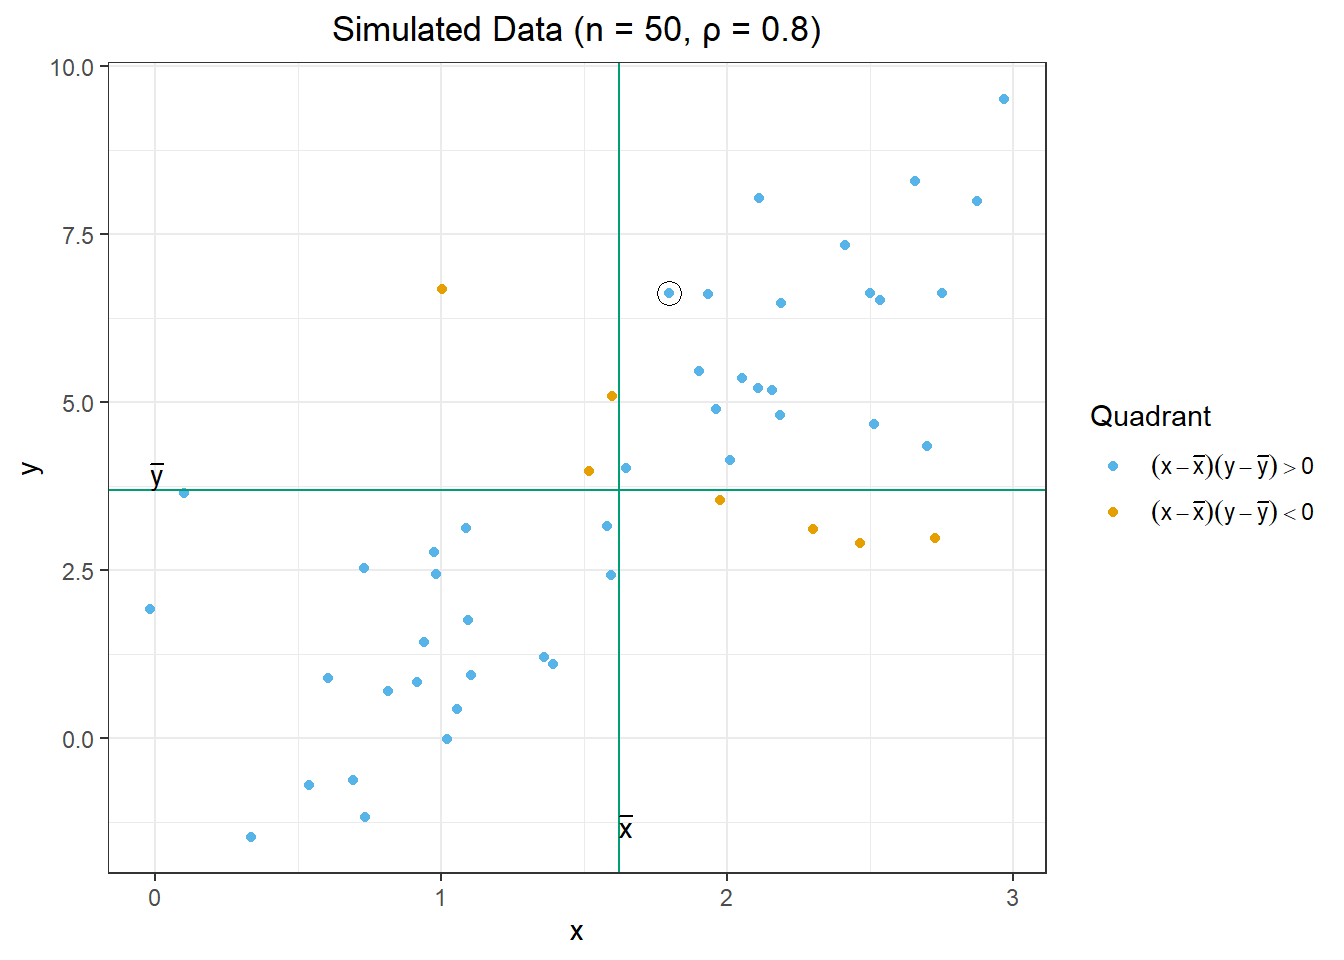 Simulated Data (n = 50, ρ = 0.8)
10.0
7.5
5.0
2.5
0.0
y
y̅
x̅
0 1 2 3
x
Quadrant
(x − x̅)(y − y̅) > 0
(x − x̅)(y − y̅) < 0